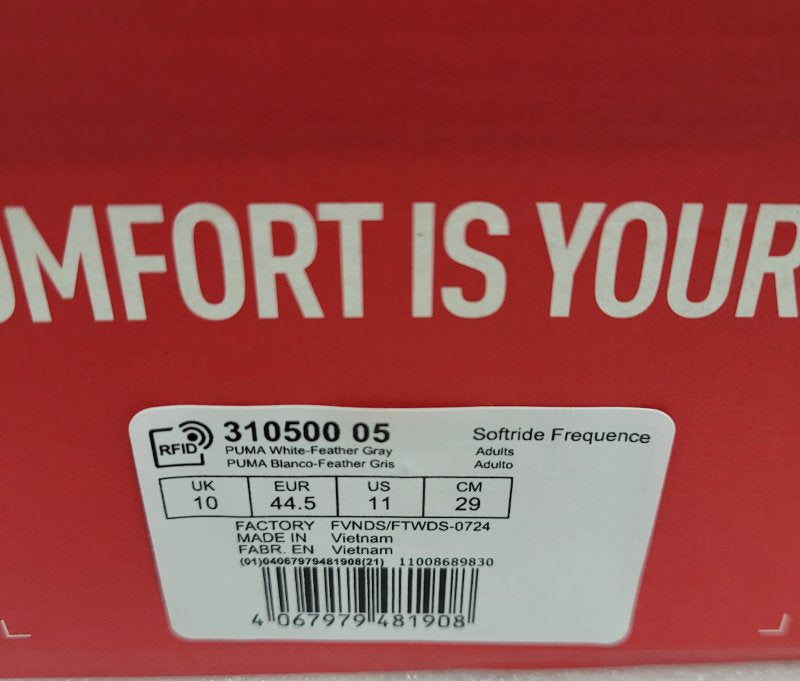 OMFORT IS YOUR
RFID 310500 05 Softride Frequence
PUMA White-Feather Gray Adults
PUMA Blanco-Feather Gris Adulto
UK EUR US CM
10 44.5 11 29
FACTORY FVNDS/FTWDS-0724
MADE IN Vietnam
FABR. EN Vietnam
(01)04067979481908(21) 11008689830
4 067979 481908